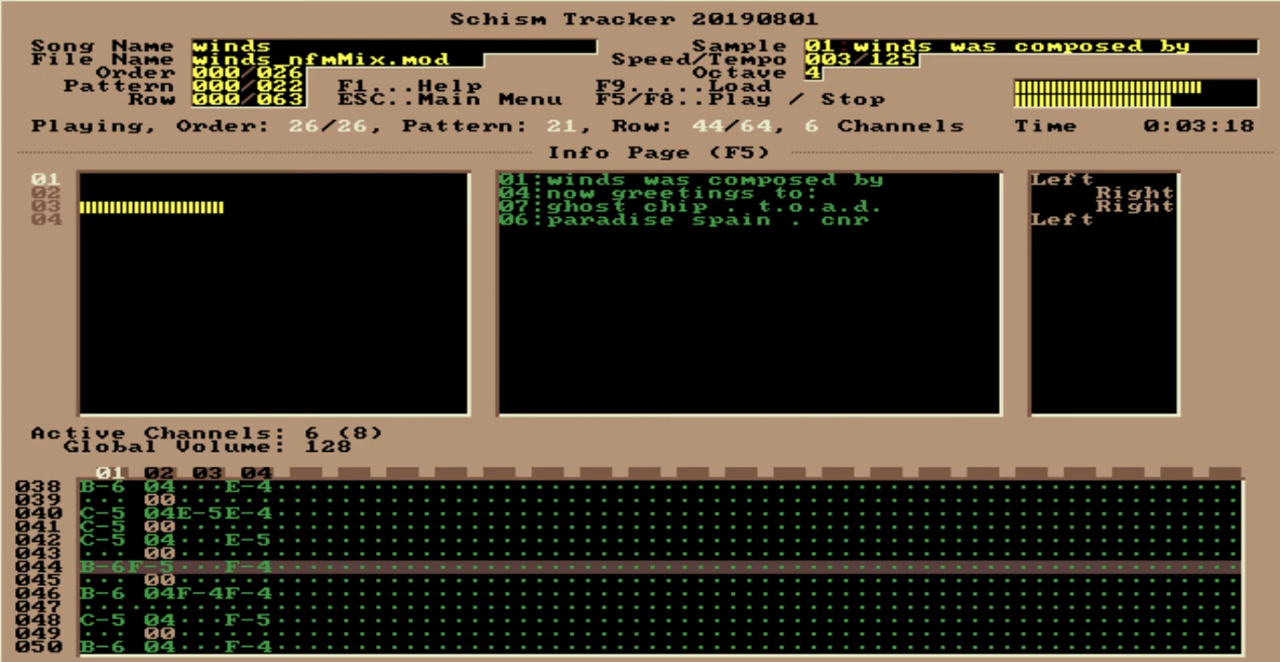 Schism Tracker 20190801
Song Name winds Sample 01:winds was composed by
File Name winds_nfmMix.mod Speed/Tempo 003/125
Order 000/026 Octave 4
Pattern 000/022 F1...Help F9.....Load
Row 000/063 ESC..Main Menu F5/F8..Play / Stop
Playing, Order: 26/26, Pattern: 21, Row: 44/64, 6 Channels Time 0:03:18
Info Page (F5)
01 01:winds was composed by Left
02 04:now greetings to: Right
03 07:ghost chip . t.o.a.d. Right
04 06:paradise spain . cnr Left
Active Channels: 6 (8)
Global Volume: 128
01 02 03 04
038 B-6 04···E-4
039 ... 00
040 C-5 04E-5E-4
041 C-5 00
042 C-5 04···E-5
043 ... 00
044 B-6F-5···F-4
045 ... 00
046 B-6 04F-4F-4
047
048 C-5 04···F-5
049 ... 00
050 B-6 04···F-4